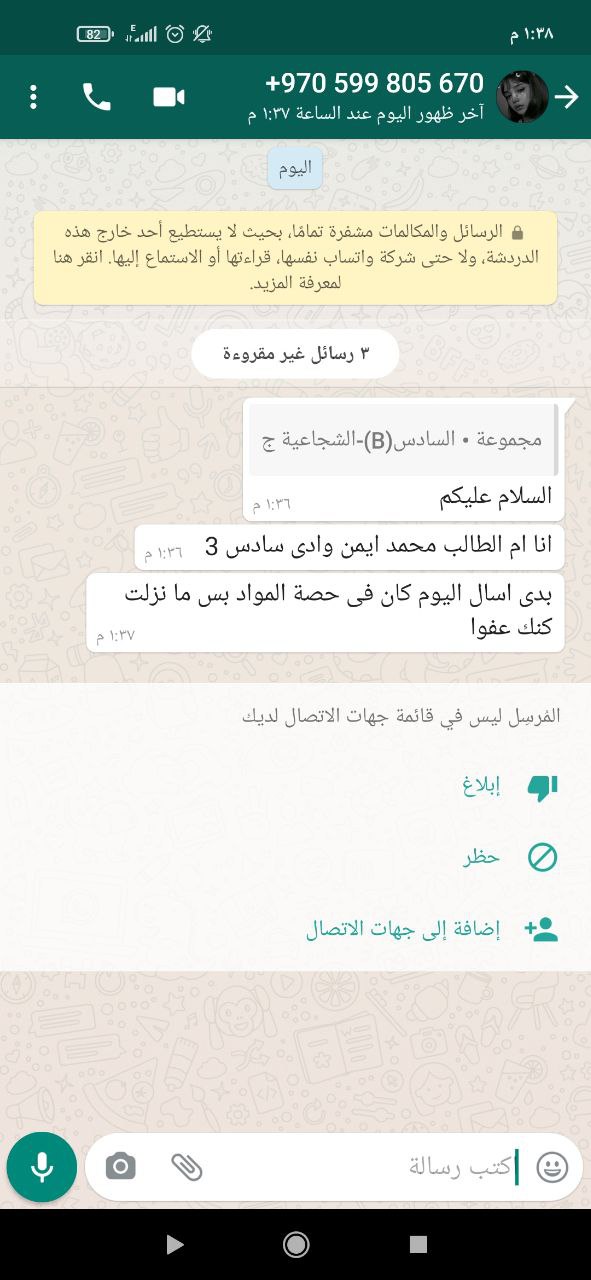 82 E ١:٣٨ م
+970 599 805 670
آخر ظهور اليوم عند الساعة ١:٣٧ م
اليوم
الرسائل والمكالمات مشفرة تمامًا، بحيث لا يستطيع أحد خارج هذه
الدردشة، ولا حتى شركة واتساب نفسها، قراءتها أو الاستماع إليها. انقر هنا
لمعرفة المزيد.
٣ رسائل غير مقروءة
مجموعة • السادس(B)-الشجاعية ج
السلام عليكم
١:٣٦ م
انا ام الطالب محمد ايمن وادى سادس 3
١:٣٦ م
بدى اسال اليوم كان فى حصة المواد بس ما نزلت
كنك عفوا
١:٣٧ م
المُرسِل ليس في قائمة جهات الاتصال لديك
إبلاغ
حظر
إضافة إلى جهات الاتصال
اكتب رسالة